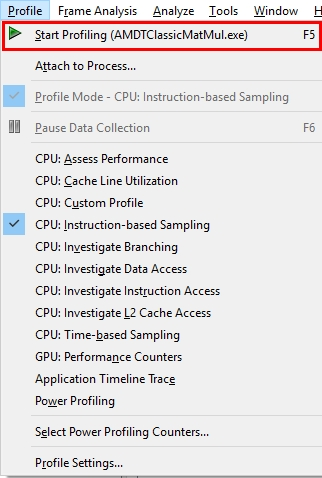 Profile Frame Analysis Analyze Tools Window H
Start Profiling (AMDTClassicMatMul.exe) F5
Attach to Process...
Profile Mode - CPU: Instruction-based Sampling
Pause Data Collection F6
CPU: Assess Performance
CPU: Cache Line Utilization
CPU: Custom Profile
CPU: Instruction-based Sampling
CPU: Investigate Branching
CPU: Investigate Data Access
CPU: Investigate Instruction Access
CPU: Investigate L2 Cache Access
CPU: Time-based Sampling
GPU: Performance Counters
Application Timeline Trace
Power Profiling
Select Power Profiling Counters...
Profile Settings...